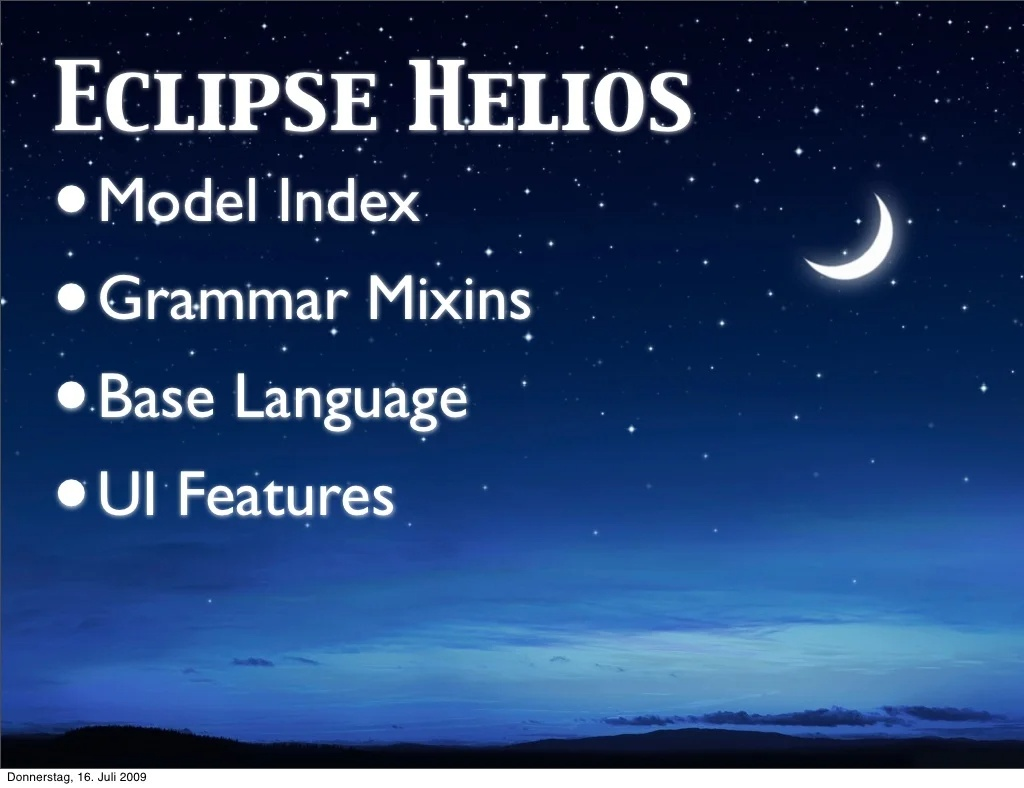 Eclipse Helios
• Model Index
• Grammar Mixins
• Base Language
• UI Features
Donnerstag, 16. Juli 2009